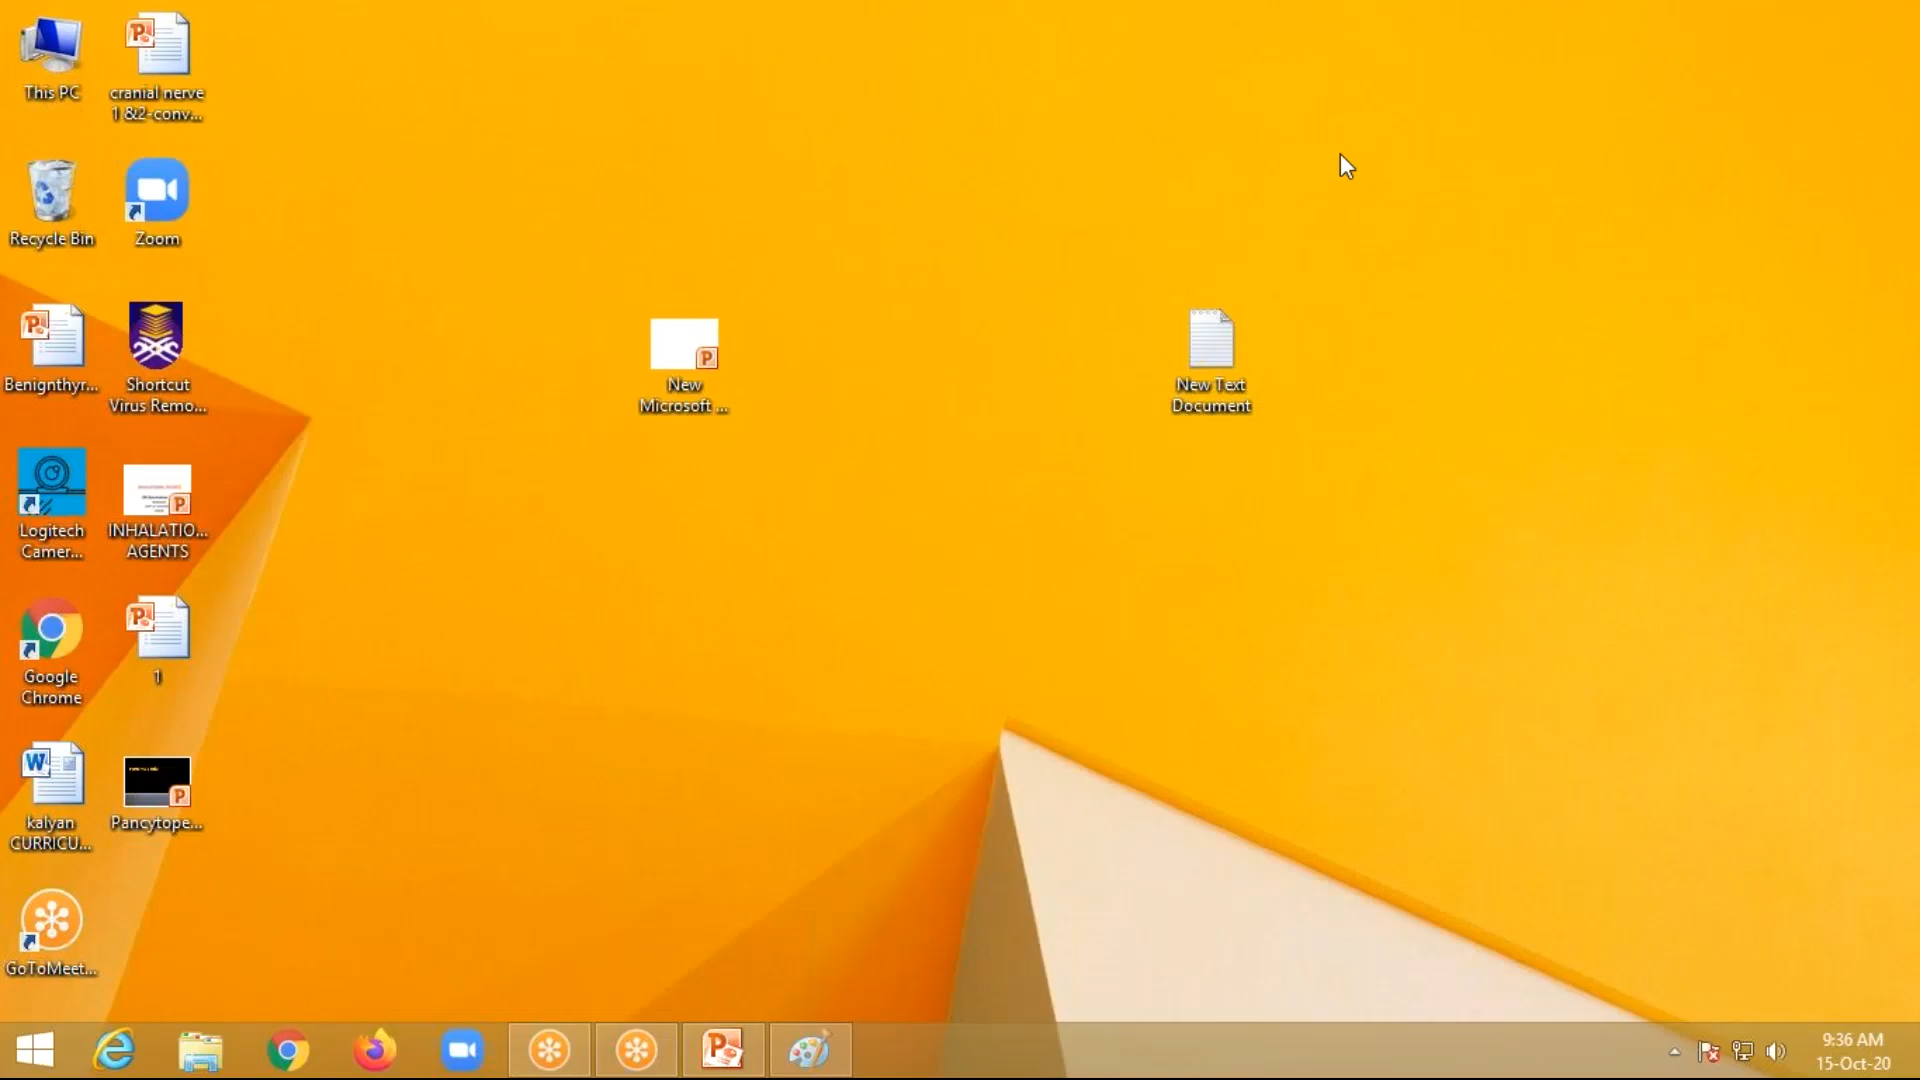 This PC
cranial nerve
1 &2-conv...
Recycle Bin
Zoom
Benignthyr...
Shortcut
Virus Remo...
New
Microsoft ...
New Text
Document
Logitech
Camer...
INHALATIO...
AGENTS
Google
Chrome
1
kalyan
CURRICU...
Pancytope...
GoToMeet...
9:36 AM
15-Oct-20